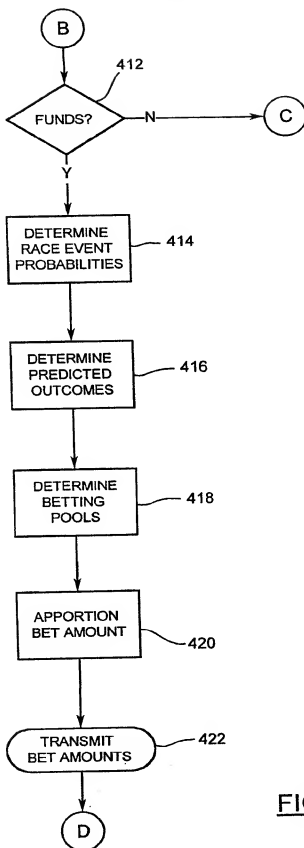 B
412
FUNDS?
N
C
Y
DETERMINE
RACE EVENT
PROBABILITIES
414
DETERMINE
PREDICTED
OUTCOMES
416
DETERMINE
BETTING
POOLS
418
APPORTION
BET AMOUNT
420
TRANSMIT
BET AMOUNTS
422
D
FIG